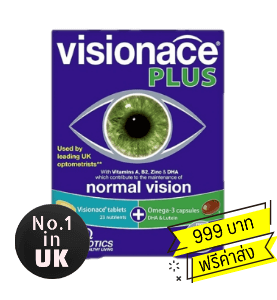 visionace®
PLUS
Used by
leading UK
optometrists**
With Vitamins A, B2, Zinc & DHA
which contribute to the maintenance of
normal vision
Visionace® tablets
Omega-3 capsules
23 nutrients
DHA & Lutein
No.1
in
UK
999 บาท
ฟรีค่าส่ง